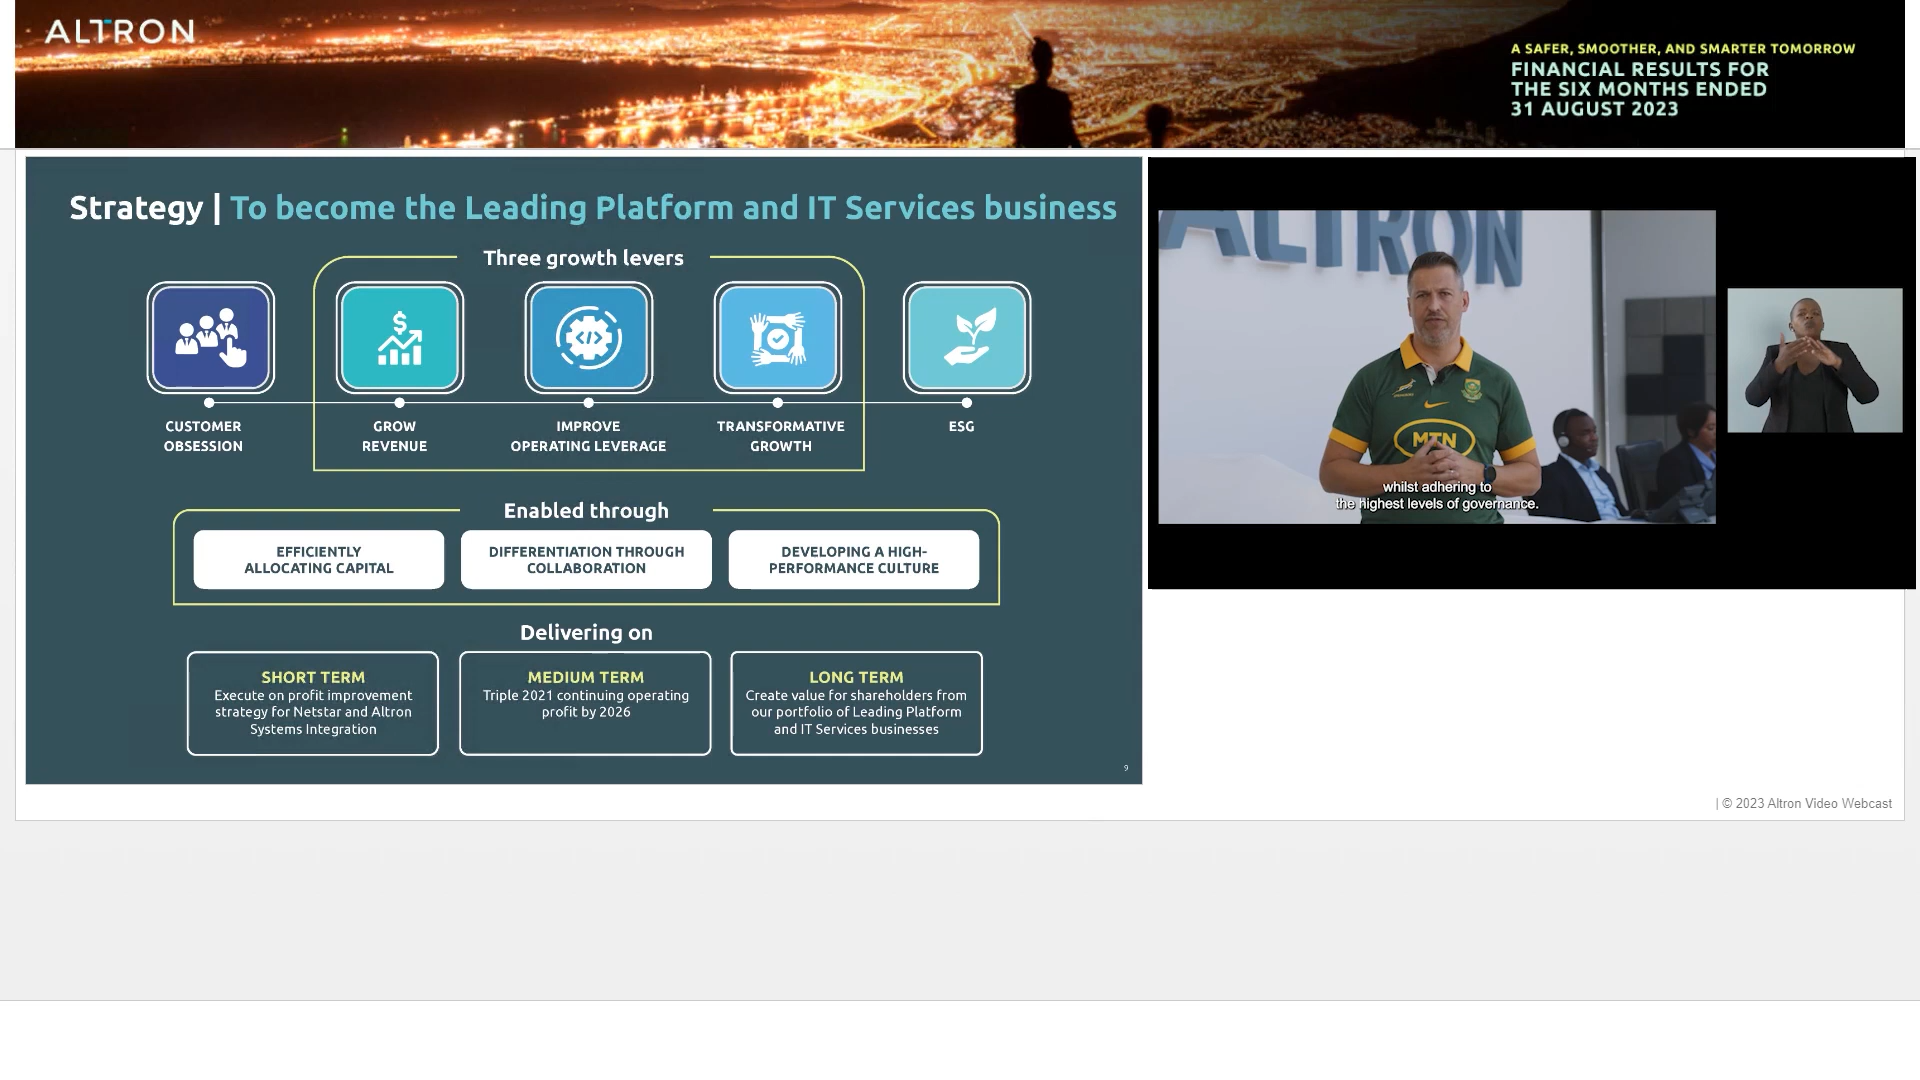 ALTRON
A SAFER, SMOOTHER, AND SMARTER TOMORROW
FINANCIAL RESULTS FOR
THE SIX MONTHS ENDED
31 AUGUST 2023
Strategy | To become the Leading Platform and IT Services business
Three growth levers
CUSTOMER
OBSESSION
GROW
REVENUE
IMPROVE
OPERATING LEVERAGE
TRANSFORMATIVE
GROWTH
ESG
Enabled through
EFFICIENTLY
ALLOCATING CAPITAL
DIFFERENTIATION THROUGH
COLLABORATION
DEVELOPING A HIGH-
PERFORMANCE CULTURE
Delivering on
SHORT TERM
Execute on profit improvement
strategy for Netstar and Altron
Systems Integration
MEDIUM TERM
Triple 2021 continuing operating
profit by 2026
LONG TERM
Create value for shareholders from
our portfolio of Leading Platform
and IT Services businesses
9
ALTRON
MTN
whilst adhering to
the highest levels of governance.
| © 2023 Altron Video Webcast